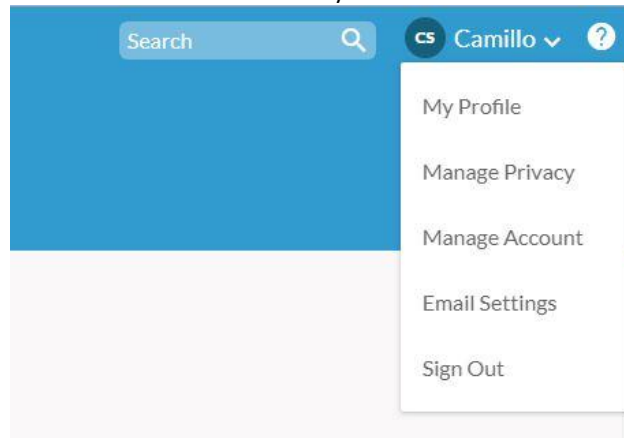 Search
CS Camillo
?
My Profile
Manage Privacy
Manage Account
Email Settings
Sign Out